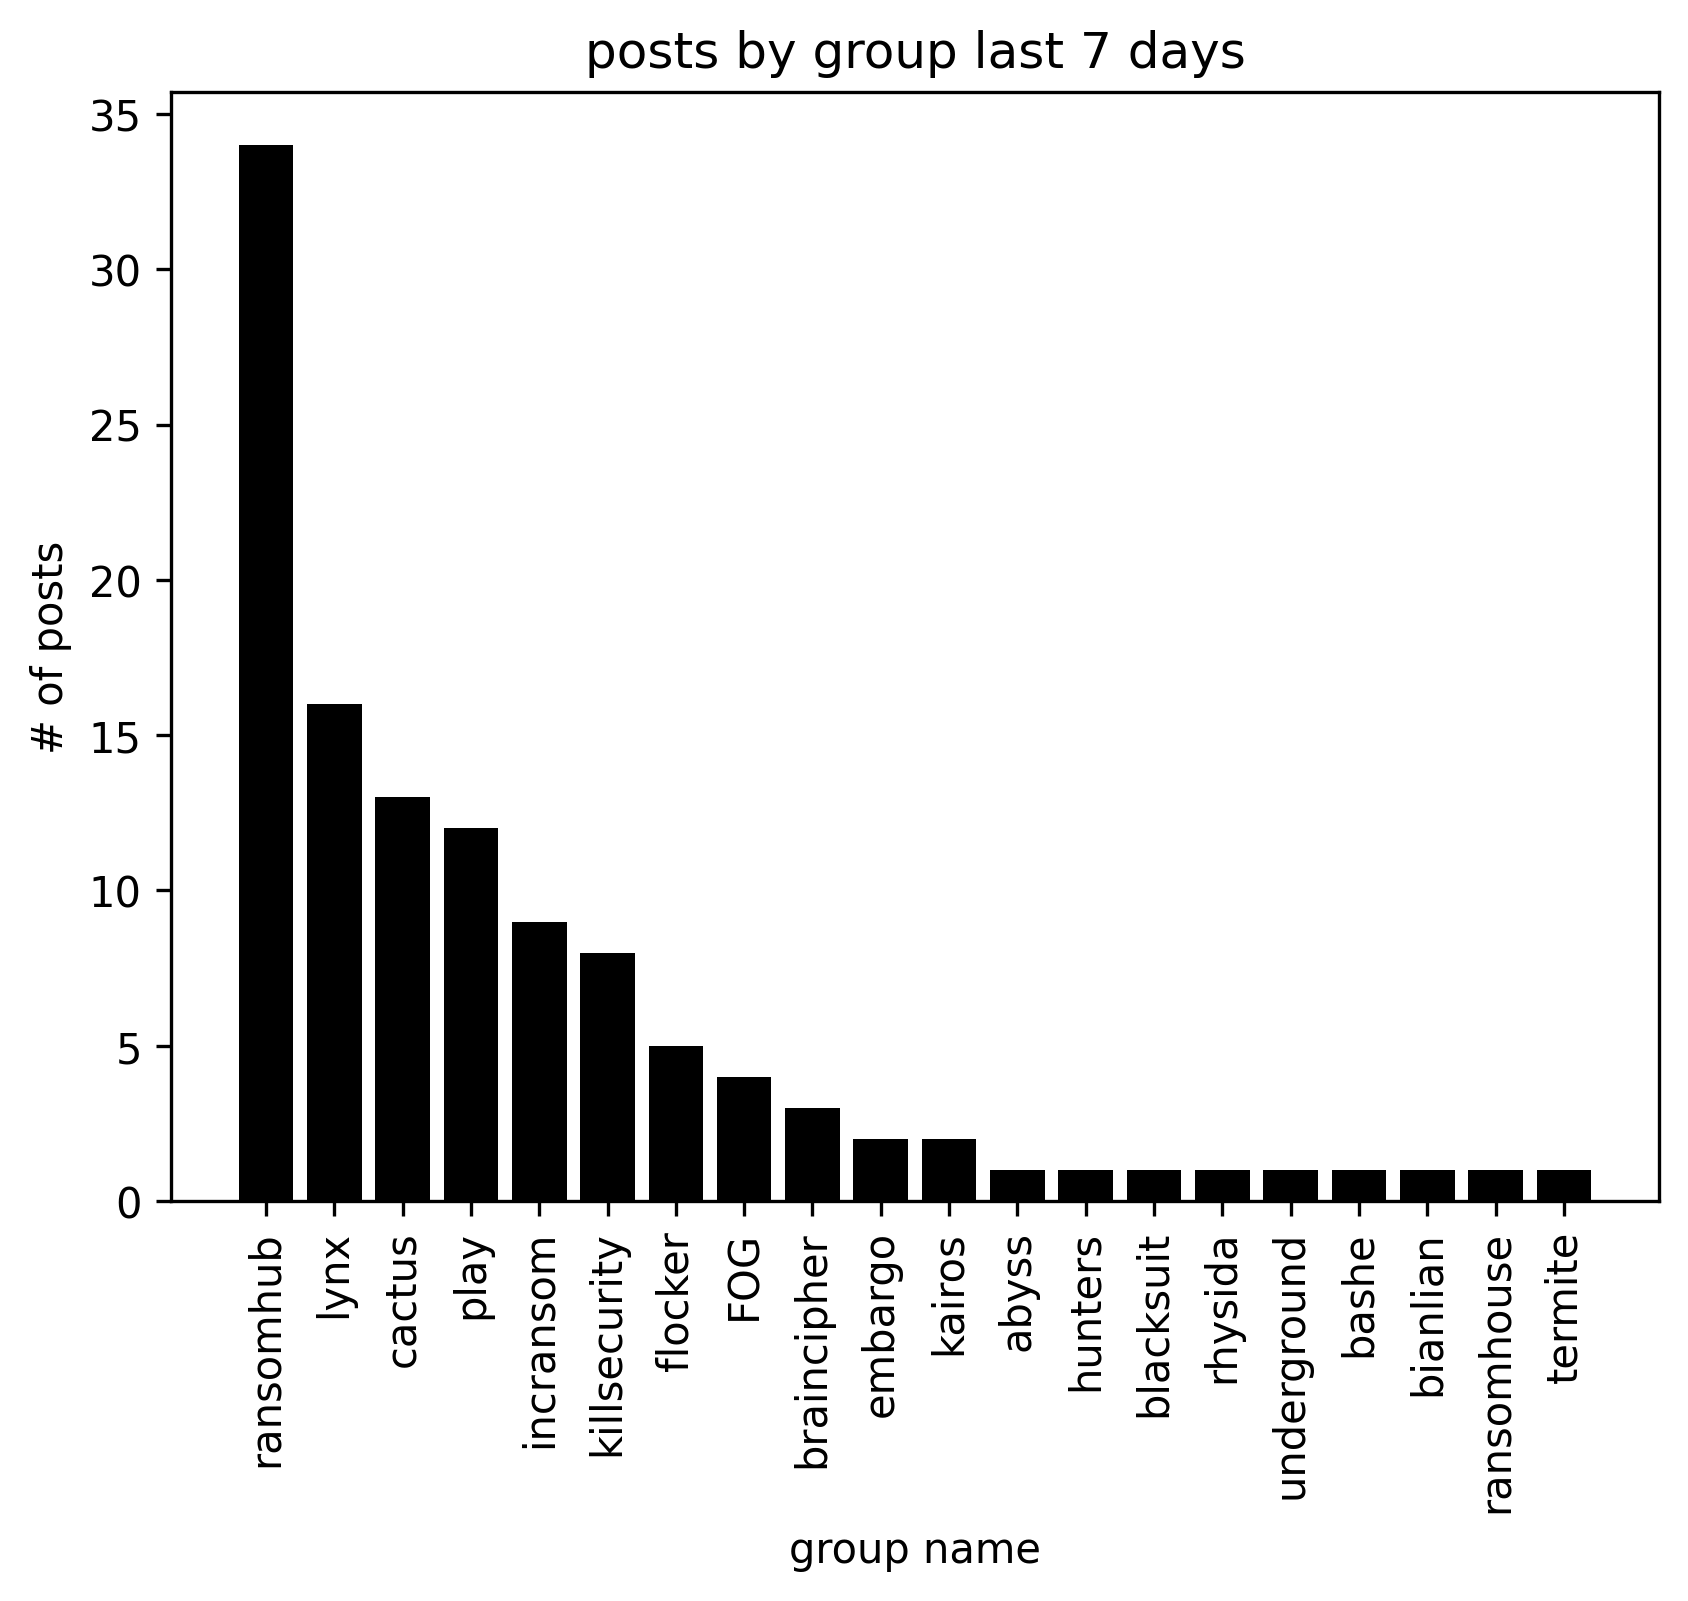 posts by group last 7 days
35
30
25
20
15
10
5
0
# of posts
ransomhub
lynx
cactus
play
incransom
killsecurity
flocker
FOG
braincipher
embargo
kairos
abyss
hunters
blacksuit
rhysida
underground
bashe
bianlian
ransomhouse
termite
group name